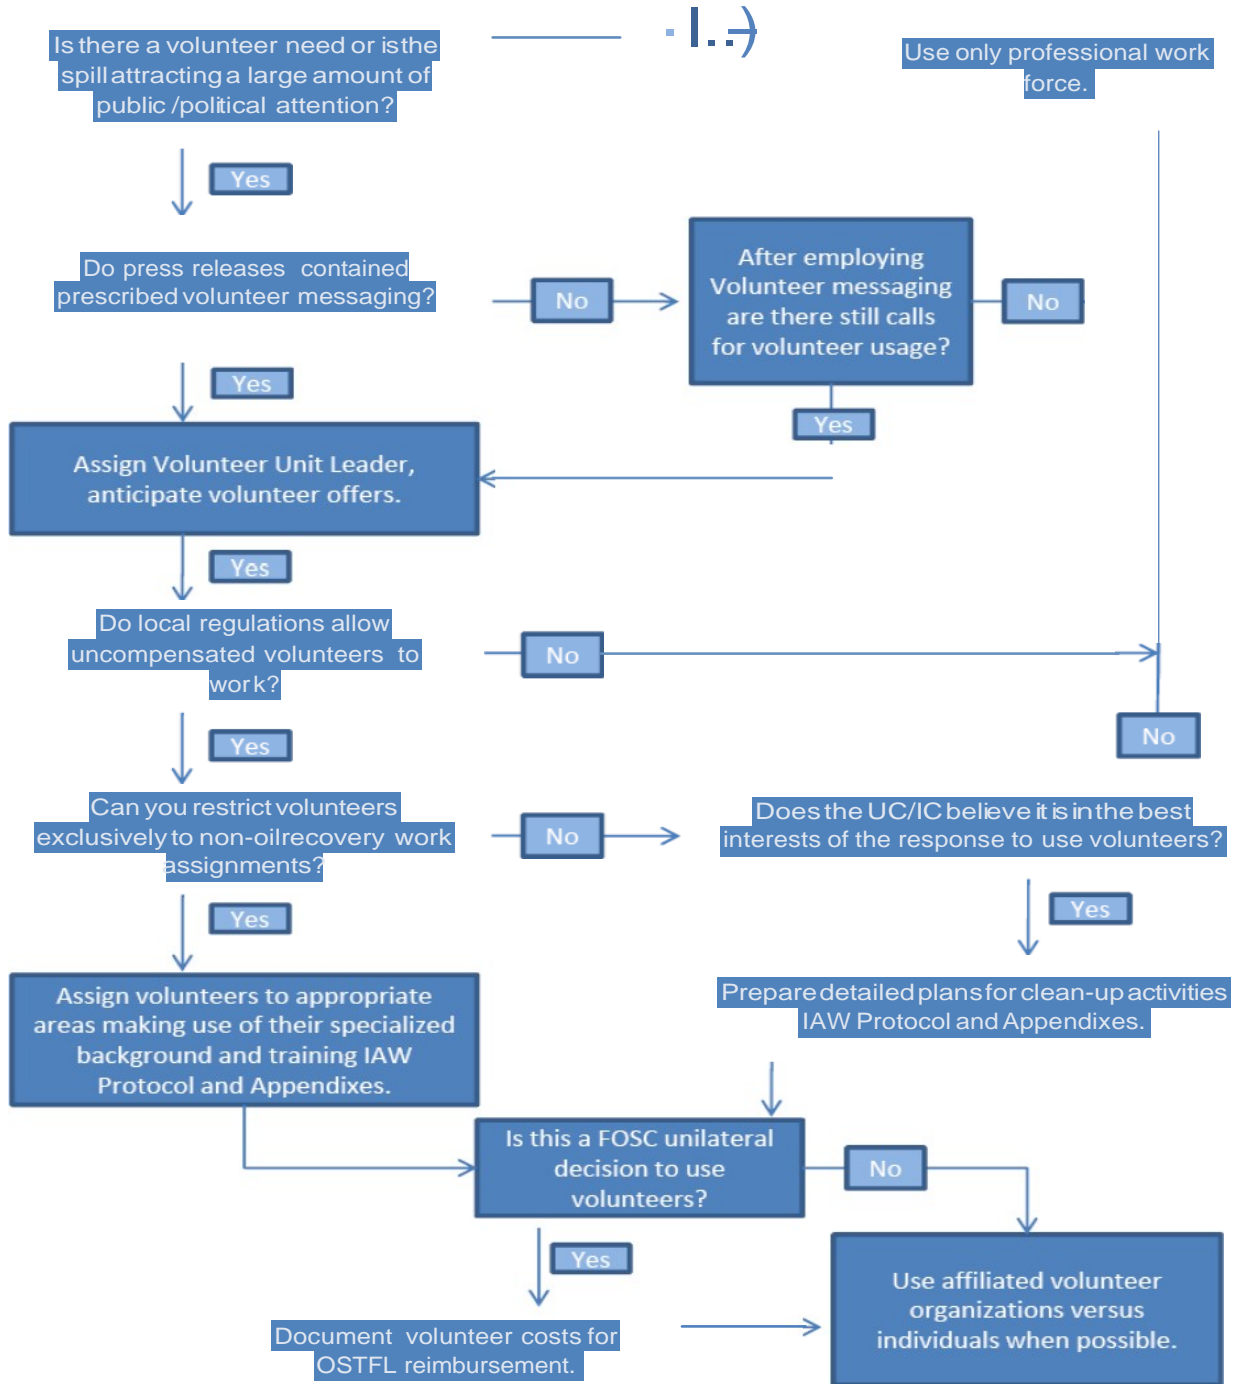 Is there a volunteer need or is the
spill attracting a large amount of
public /political attention?
Use only professional work
force.
Yes
Do press releases contained
prescribed volunteer messaging?
No
After employing
Volunteer messaging
are there still calls
for volunteer usage?
No
Yes
Yes
Assign Volunteer Unit Leader,
anticipate volunteer offers.
Yes
Do local regulations allow
uncompensated volunteers to
work?
No
No
Yes
Can you restrict volunteers
exclusively to non-oilrecovery work
assignments?
No
Does the UC/IC believe it is in the best
interests of the response to use volunteers?
Yes
Yes
Assign volunteers to appropriate
areas making use of their specialized
background and training IAW
Protocol and Appendixes.
Prepare detailed plans for clean-up activities
IAW Protocol and Appendixes.
Is this a FOSC unilateral
decision to use
volunteers?
No
Yes
Use affiliated volunteer
organizations versus
individuals when possible.
Document volunteer costs for
OSTFL reimbursement.